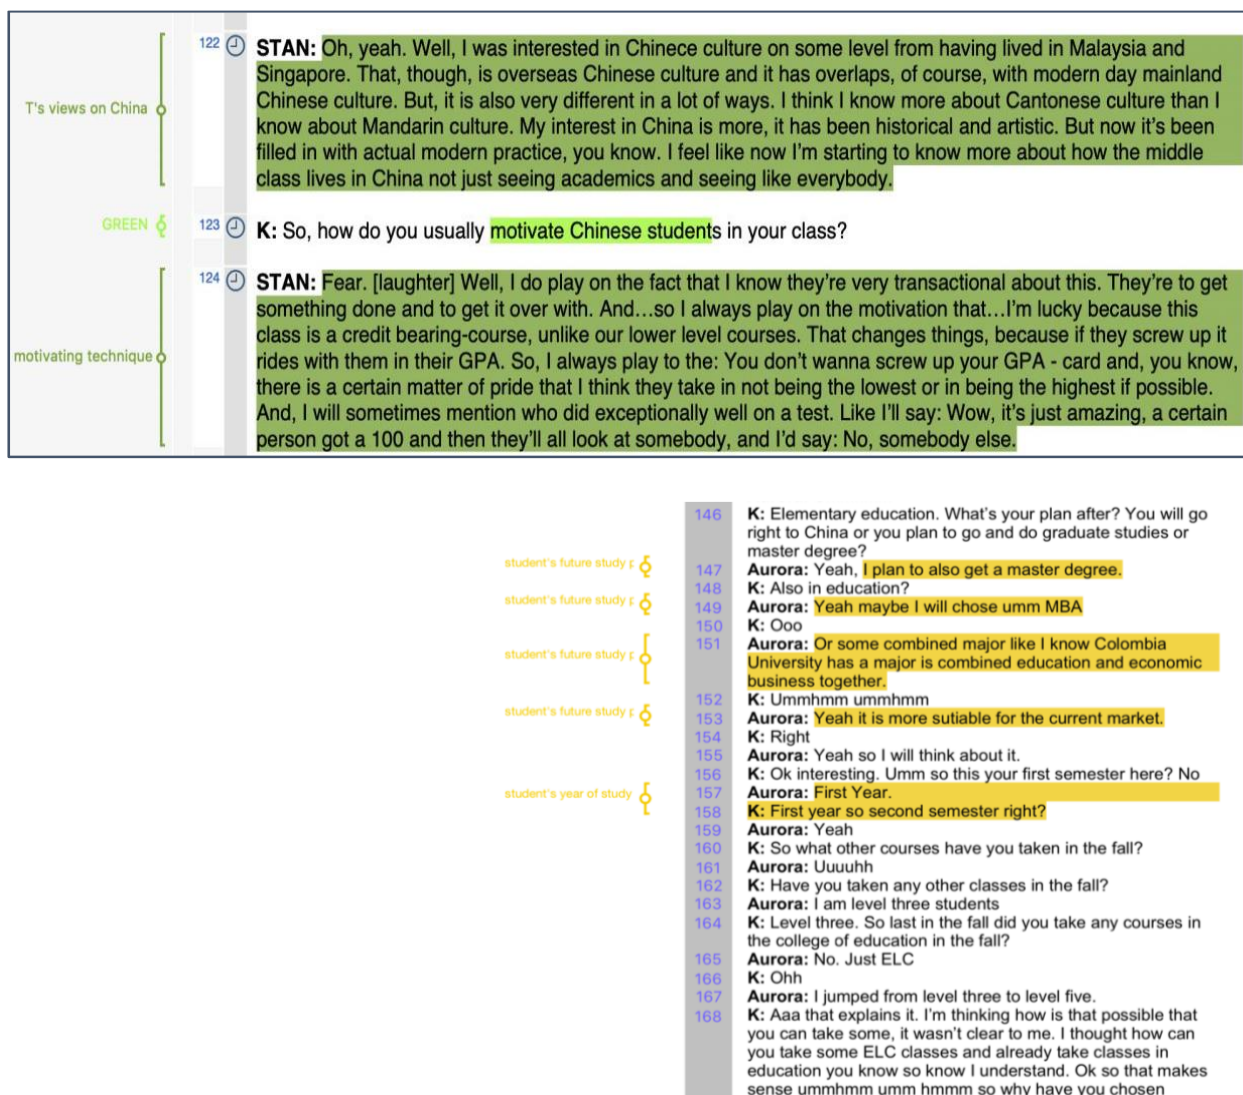 T's views on China
122 STAN: Oh, yeah. Well, I was interested in Chinece culture on some level from having lived in Malaysia and
Singapore. That, though, is overseas Chinese culture and it has overlaps, of course, with modern day mainland
Chinese culture. But, it is also very different in a lot of ways. I think I know more about Cantonese culture than I
know about Mandarin culture. My interest in China is more, it has been historical and artistic. But now it's been
filled in with actual modern practice, you know. I feel like now I'm starting to know more about how the middle
class lives in China not just seeing academics and seeing like everybody.
GREEN
123 K: So, how do you usually motivate Chinese students in your class?
motivating technique
124 STAN: Fear. [laughter] Well, I do play on the fact that I know they're very transactional about this. They're to get
something done and to get it over with. And…so I always play on the motivation that…I'm lucky because this
class is a credit bearing-course, unlike our lower level courses. That changes things, because if they screw up it
rides with them in their GPA. So, I always play to the: You don't wanna screw up your GPA - card and, you know,
there is a certain matter of pride that I think they take in not being the lowest or in being the highest if possible.
And, I will sometimes mention who did exceptionally well on a test. Like I'll say: Wow, it's just amazing, a certain
person got a 100 and then they'll all look at somebody, and I'd say: No, somebody else.
146 K: Elementary education. What's your plan after? You will go
right to China or you plan to go and do graduate studies or
master degree?
student's future study p
147 Aurora: Yeah, I plan to also get a master degree.
148 K: Also in education?
student's future study p
149 Aurora: Yeah maybe I will chose umm MBA
150 K: Ooo
student's future study p
151 Aurora: Or some combined major like I know Colombia
University has a major is combined education and economic
business together.
152 K: Ummhmm ummhmm
student's future study p
153 Aurora: Yeah it is more sutiable for the current market.
154 K: Right
155 Aurora: Yeah so I will think about it.
156 K: Ok interesting. Umm so this your first semester here? No
student's year of study
157 Aurora: First Year.
158 K: First year so second semester right?
159 Aurora: Yeah
160 K: So what other courses have you taken in the fall?
161 Aurora: Uuuuhh
162 K: Have you taken any other classes in the fall?
163 Aurora: I am level three students
164 K: Level three. So last in the fall did you take any courses in
the college of education in the fall?
165 Aurora: No. Just ELC
166 K: Ohh
167 Aurora: I jumped from level three to level five.
168 K: Aaa that explains it. I'm thinking how is that possible that
you can take some, it wasn't clear to me. I thought how can
you take some ELC classes and already take classes in
education you know so know I understand. Ok so that makes
sense ummhmm umm hmmm so why have you chosen